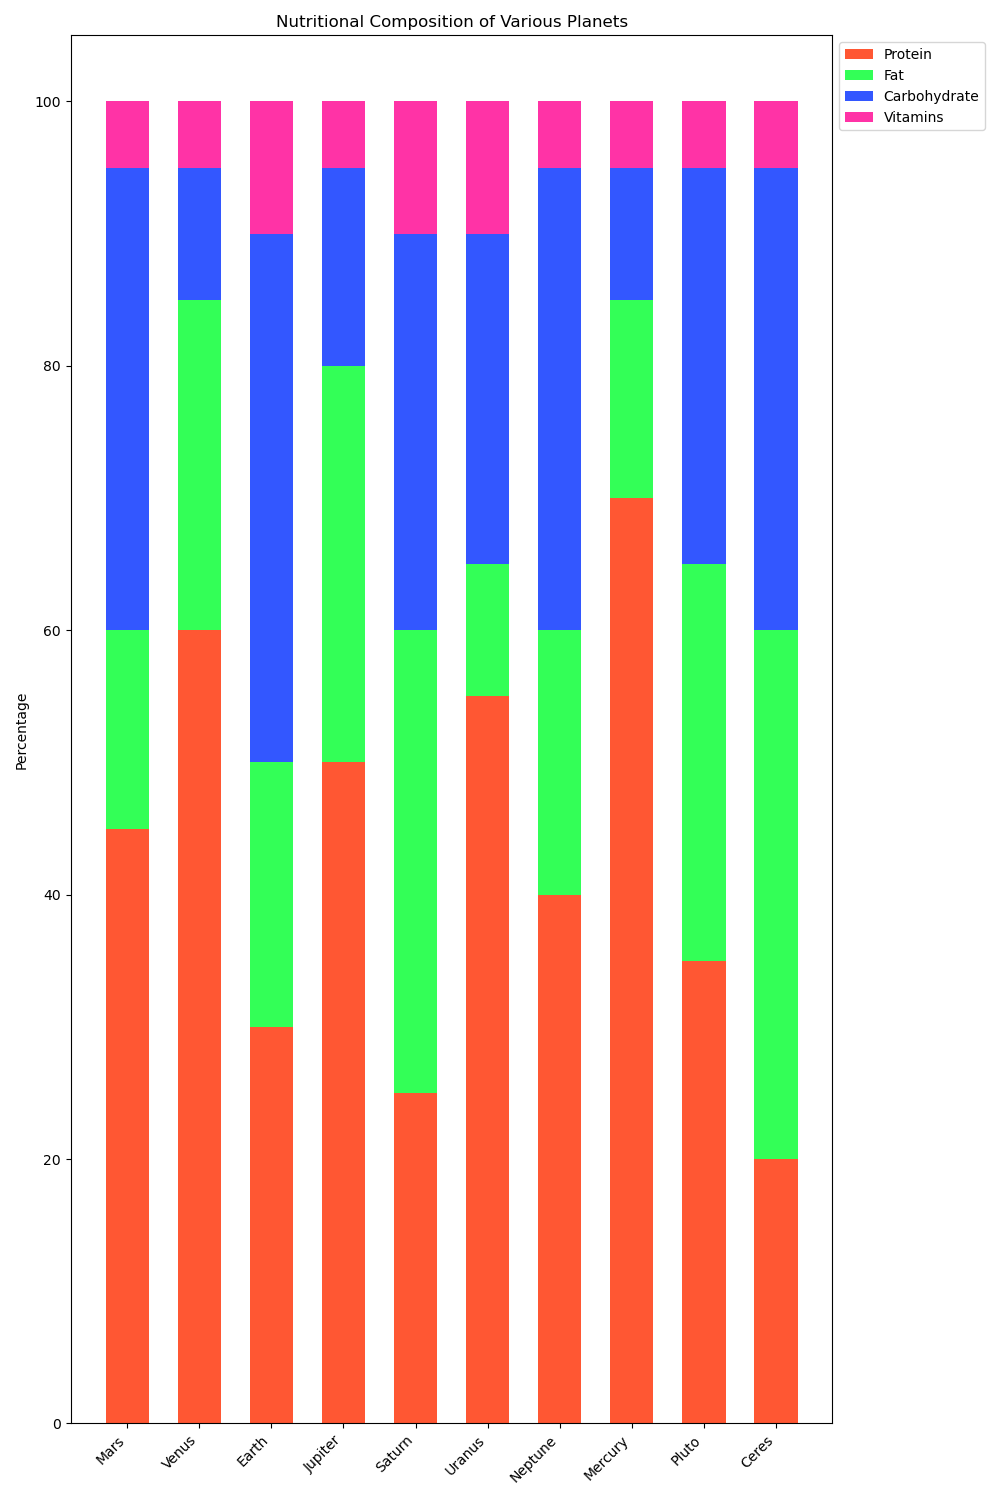 Nutritional Composition of Various Planets
Protein
Fat
Carbohydrate
Vitamins
Percentage
100
80
60
40
20
0
Mars
Venus
Earth
Jupiter
Saturn
Uranus
Neptune
Mercury
Pluto
Ceres